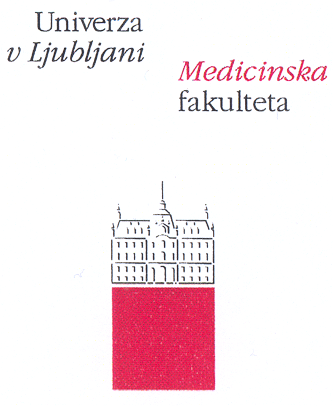 Univerza
v Ljubljani
Medicinska
fakulteta